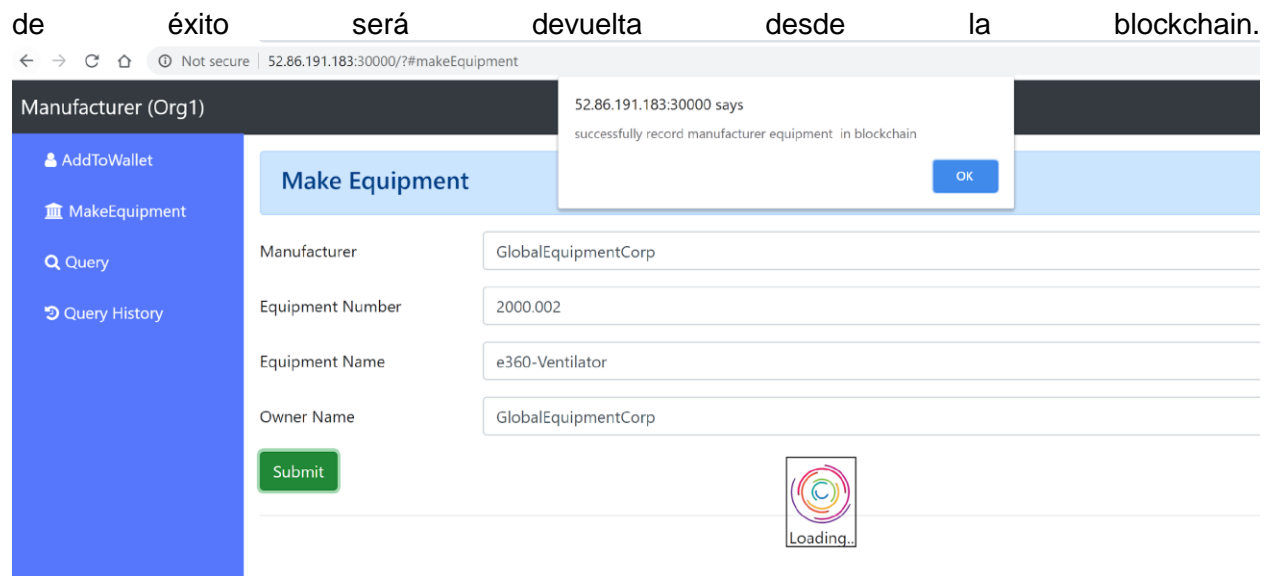 de éxito será devuelta desde la blockchain.
Not secure 52.86.191.183:30000/?#makeEquipment
Manufacturer (Org1)
52.86.191.183:30000 says
successfully record manufacturer equipment in blockchain
OK
AddToWallet
MakeEquipment
Query
Query History
Make Equipment
Manufacturer GlobalEquipmentCorp
Equipment Number 2000.002
Equipment Name e360-Ventilator
Owner Name GlobalEquipmentCorp
Submit
Loading..